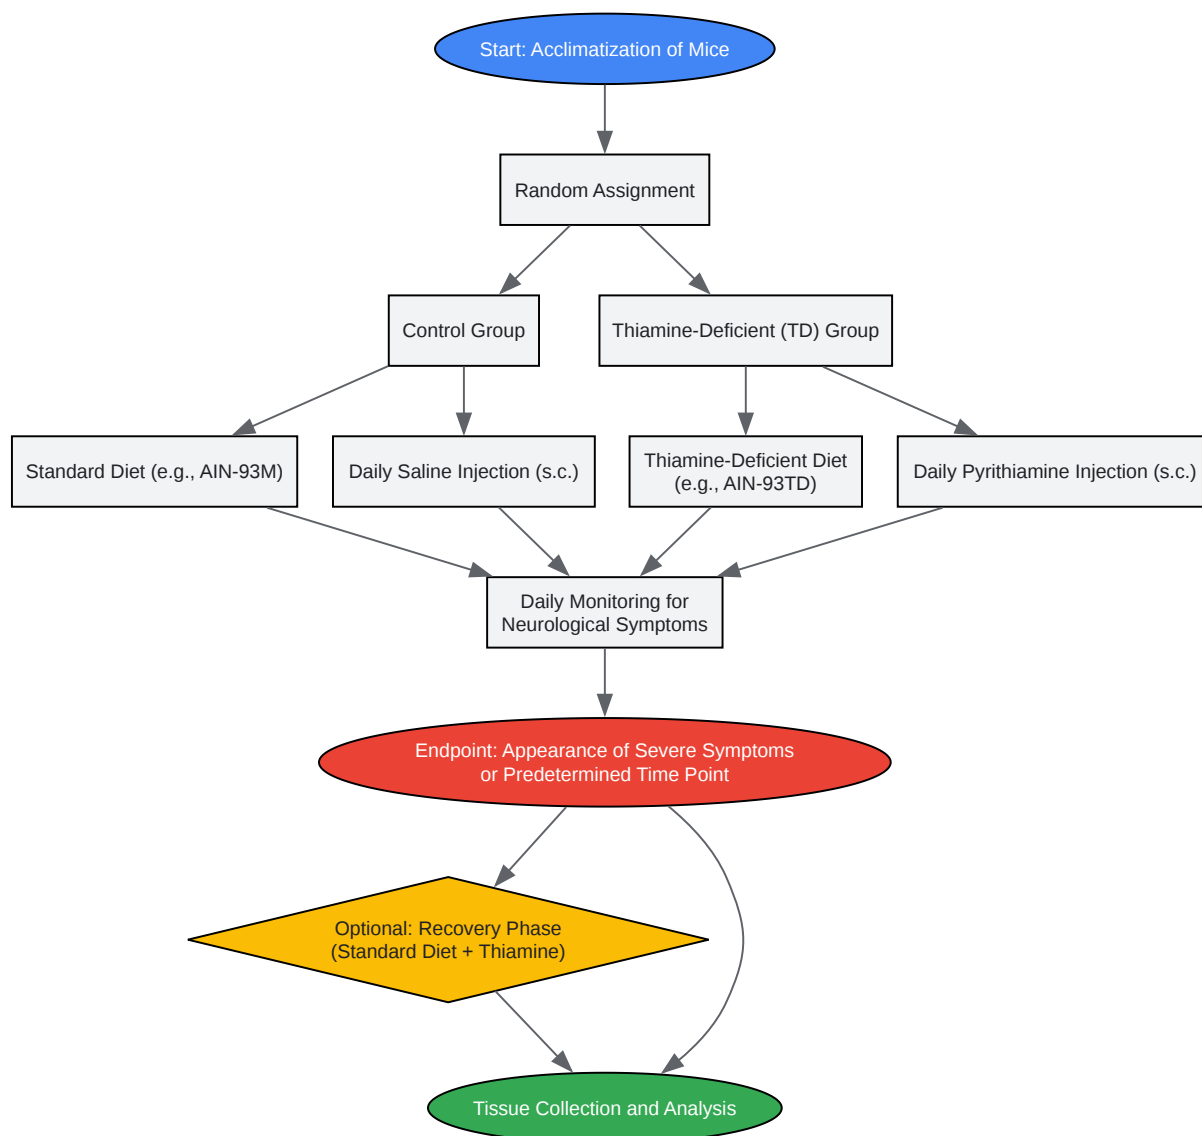 Start: Acclimatization of Mice
Random Assignment
Control Group
Thiamine-Deficient (TD) Group
Standard Diet (e.g., AIN-93M)
Daily Saline Injection (s.c.)
Thiamine-Deficient Diet
(e.g., AIN-93TD)
Daily Pyrithiamine Injection (s.c.)
Daily Monitoring for
Neurological Symptoms
Endpoint: Appearance of Severe Symptoms
or Predetermined Time Point
Optional: Recovery Phase
(Standard Diet + Thiamine)
Tissue Collection and Analysis